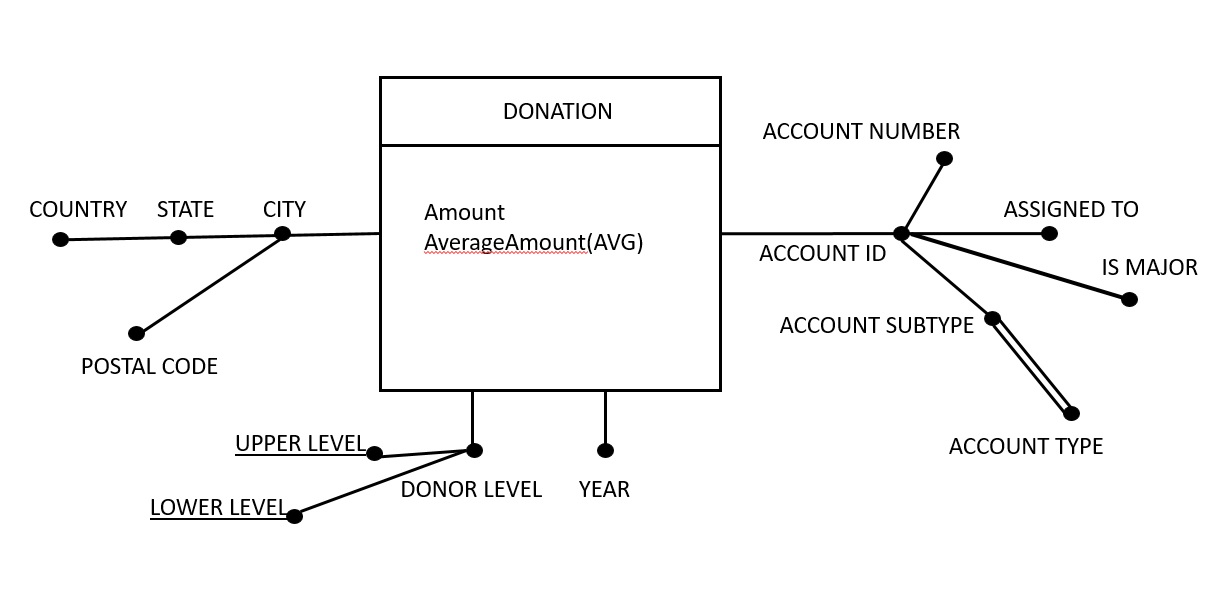 DONATION
Amount
AverageAmount(AVG)
COUNTRY
STATE
CITY
POSTAL CODE
UPPER LEVEL
LOWER LEVEL
DONOR LEVEL
YEAR
ACCOUNT NUMBER
ASSIGNED TO
ACCOUNT ID
IS MAJOR
ACCOUNT SUBTYPE
ACCOUNT TYPE